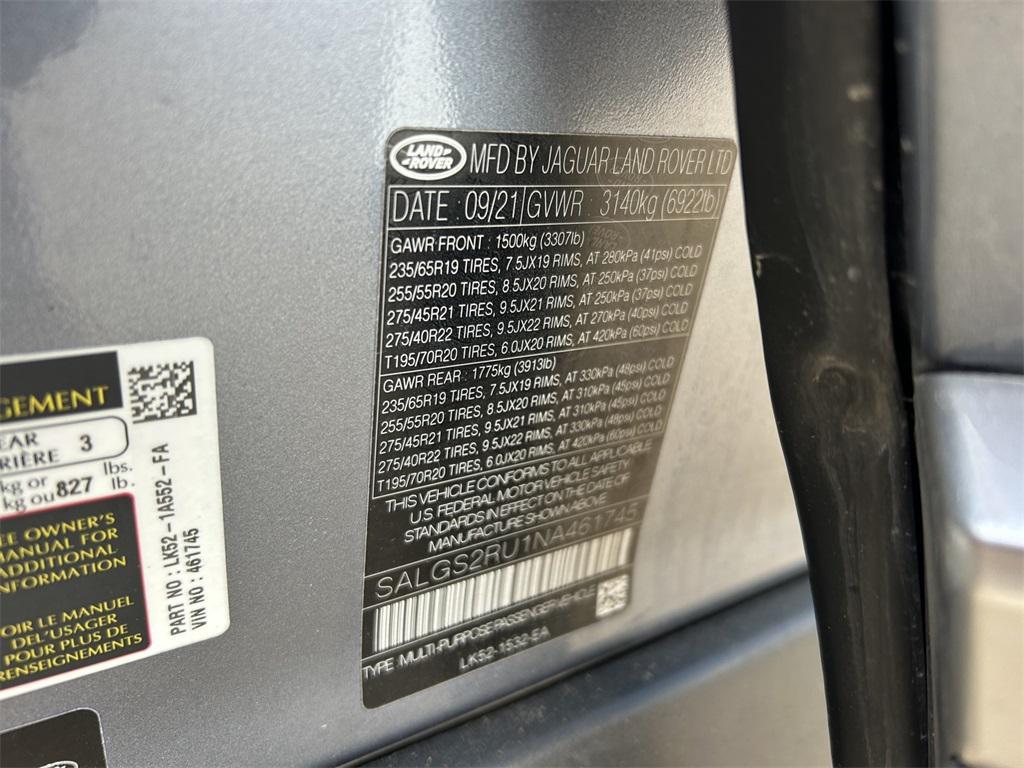 LAND ROVER
MFD BY JAGUAR LAND ROVER LTD
DATE 09/21 GVWR 3140kg (6922lb)
GAWR FRONT : 1500kg (3307lb)
235/65R19 TIRES, 7.5JX19 RIMS, AT 280kPa (41psi) COLD
255/55R20 TIRES, 8.5JX20 RIMS, AT 250kPa (37psi) COLD
275/45R21 TIRES, 9.5JX21 RIMS, AT 250kPa (37psi) COLD
275/40R22 TIRES, 9.5JX22 RIMS, AT 270kPa (40psi) COLD
T195/70R20 TIRES, 6.0JX20 RIMS, AT 420kPa (60psi) COLD
GAWR REAR : 1775kg (3913lb)
235/65R19 TIRES, 7.5JX19 RIMS, AT 330kPa (48psi) COLD
255/55R20 TIRES, 8.5JX20 RIMS, AT 310kPa (45psi) COLD
275/45R21 TIRES, 9.5JX21 RIMS, AT 310kPa (45psi) COLD
275/40R22 TIRES, 9.5JX22 RIMS, AT 330kPa (48psi) COLD
T195/70R20 TIRES, 6.0JX20 RIMS, AT 420kPa (60psi) COLD
THIS VEHICLE CONFORMS TO ALL APPLICABLE
U.S. FEDERAL MOTOR VEHICLE SAFETY
STANDARDS IN EFFECT ON THE DATE OF
MANUFACTURE SHOWN ABOVE
SALGS2RU1NA461745
TYPE MULTI-PURPOSE PASSENGER VEHICLE
LK52-1532-EA
GEMENT
EAR 3
RIÈRE
kg or 827 lbs.
kg ou lb.
EE OWNER'S
MANUAL FOR
ADDITIONAL
NFORMATION
OIR LE MANUEL
DEL'USAGER
POUR PLUS DE
RENSEIGNEMENTS
PART NO : LK52-1A552-FA
VIN NO : 461745